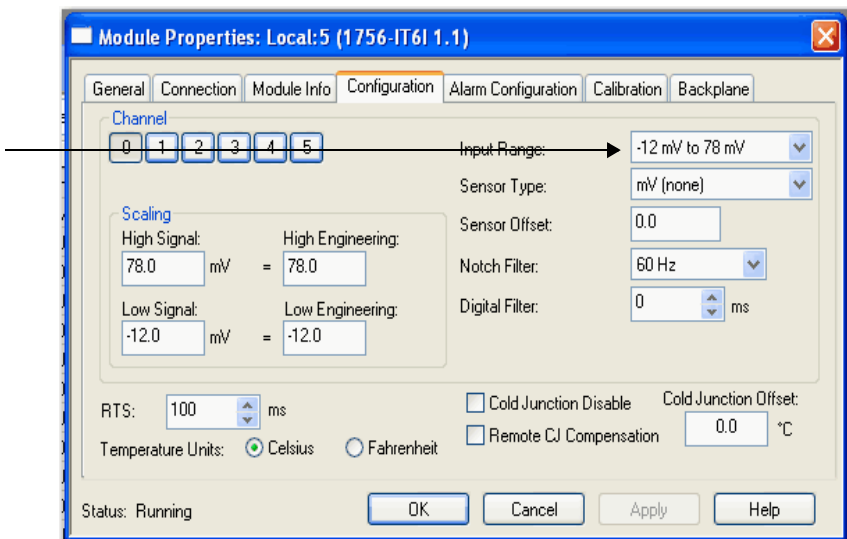 Module Properties: Local:5 (1756-IT6I 1.1)
General Connection Module Info Configuration Alarm Configuration Calibration Backplane
Channel
0 1 2 3 4 5
Input Range: -12 mV to 78 mV
Sensor Type: mV (none)
Sensor Offset: 0.0
Notch Filter: 60 Hz
Digital Filter: 0 ms
Scaling
High Signal: High Engineering:
78.0 mV = 78.0
Low Signal: Low Engineering:
-12.0 mV = -12.0
RTS: 100 ms
Temperature Units: Celsius Fahrenheit
Cold Junction Disable
Remote CJ Compensation
Cold Junction Offset:
0.0 °C
Status: Running
OK Cancel Apply Help